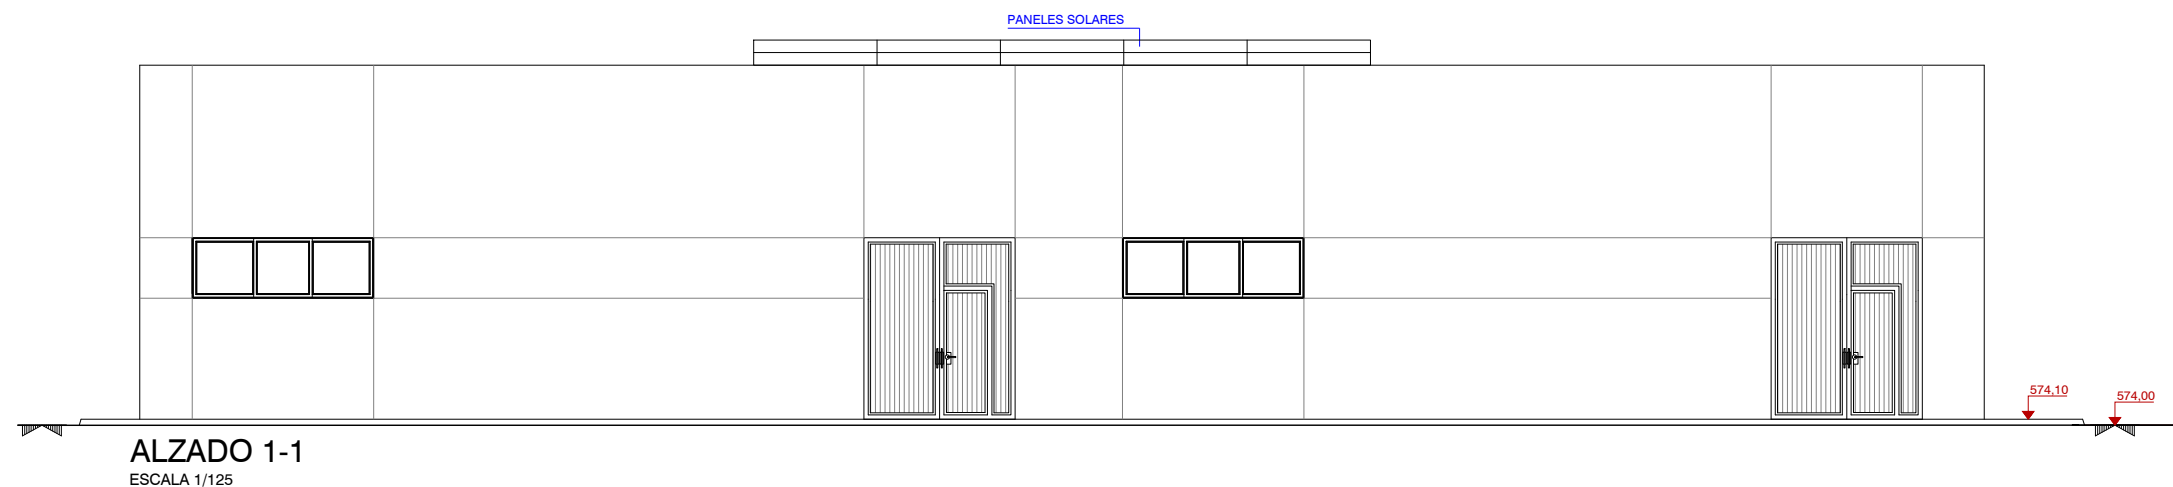 PANELES SOLARES
574,10
574,00
ALZADO 1-1
ESCALA 1/125